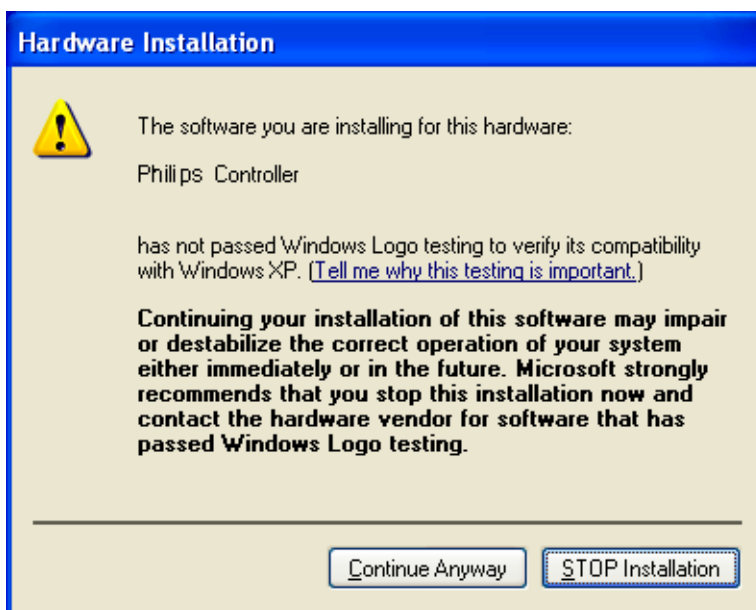 Hardware Installation
The software you are installing for this hardware:
Philips Controller
has not passed Windows Logo testing to verify its compatibility
with Windows XP. (Tell me why this testing is important.)
Continuing your installation of this software may impair
or destabilize the correct operation of your system
either immediately or in the future. Microsoft strongly
recommends that you stop this installation now and
contact the hardware vendor for software that has
passed Windows Logo testing.
Continue Anyway
STOP Installation